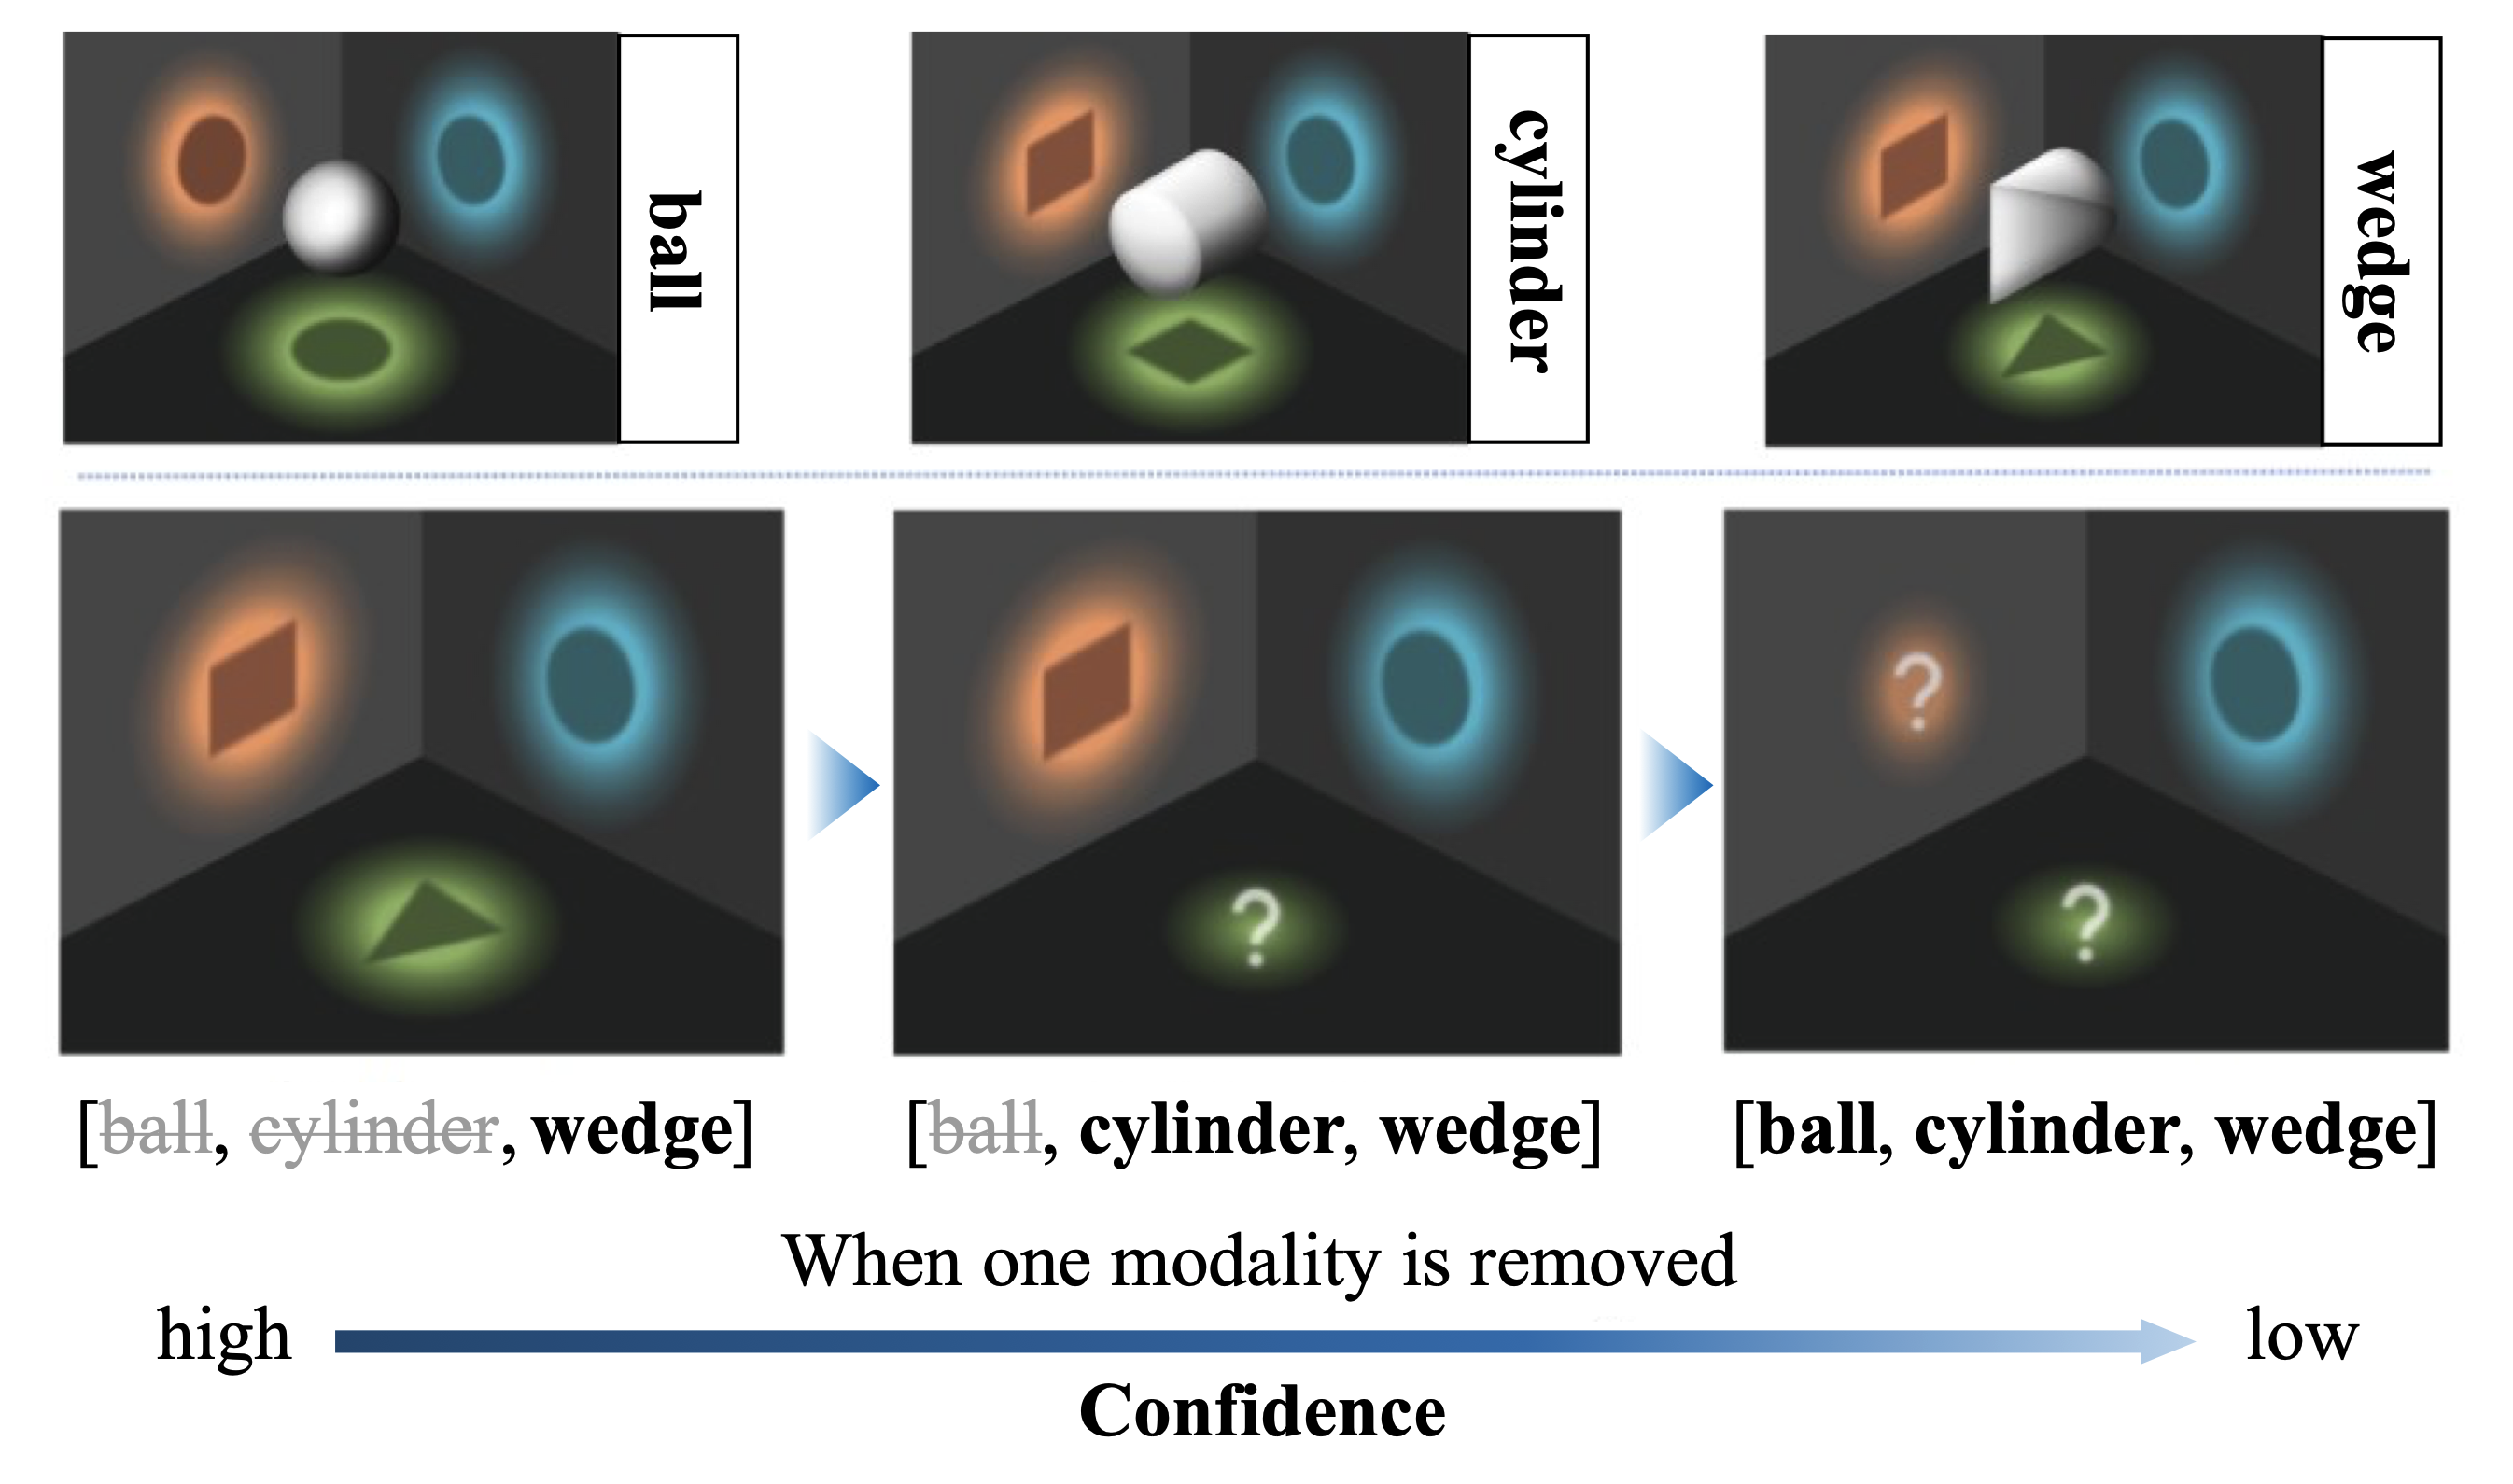 ball
cylinder
wedge
?
?
?
[ball, cylinder, wedge]
[ball, cylinder, wedge]
[ball, cylinder, wedge]
When one modality is removed
high
low
Confidence